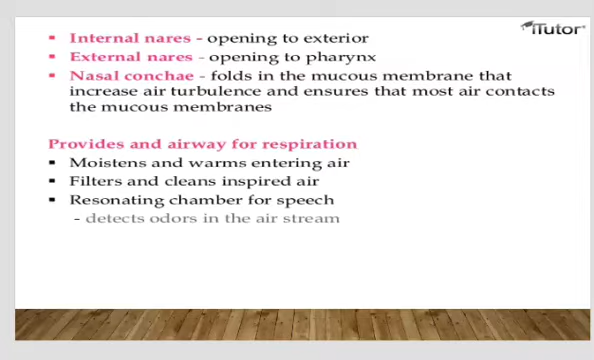 iTutor
▪ Internal nares - opening to exterior
▪ External nares - opening to pharynx
▪ Nasal conchae - folds in the mucous membrane that
increase air turbulence and ensures that most air contacts
the mucous membranes
Provides and airway for respiration
▪ Moistens and warms entering air
▪ Filters and cleans inspired air
▪ Resonating chamber for speech
- detects odors in the air stream